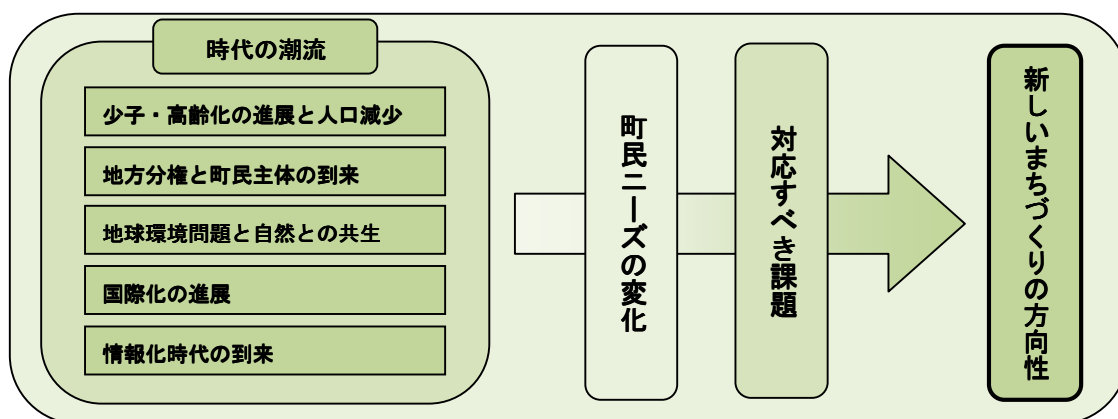 時代の潮流
少子・高齢化の進展と人口減少
地方分権と町民主体の到来
地球環境問題と自然との共生
国際化の進展
情報化時代の到来
町民ニーズの変化
対応すべき課題
新しいまちづくりの方向性